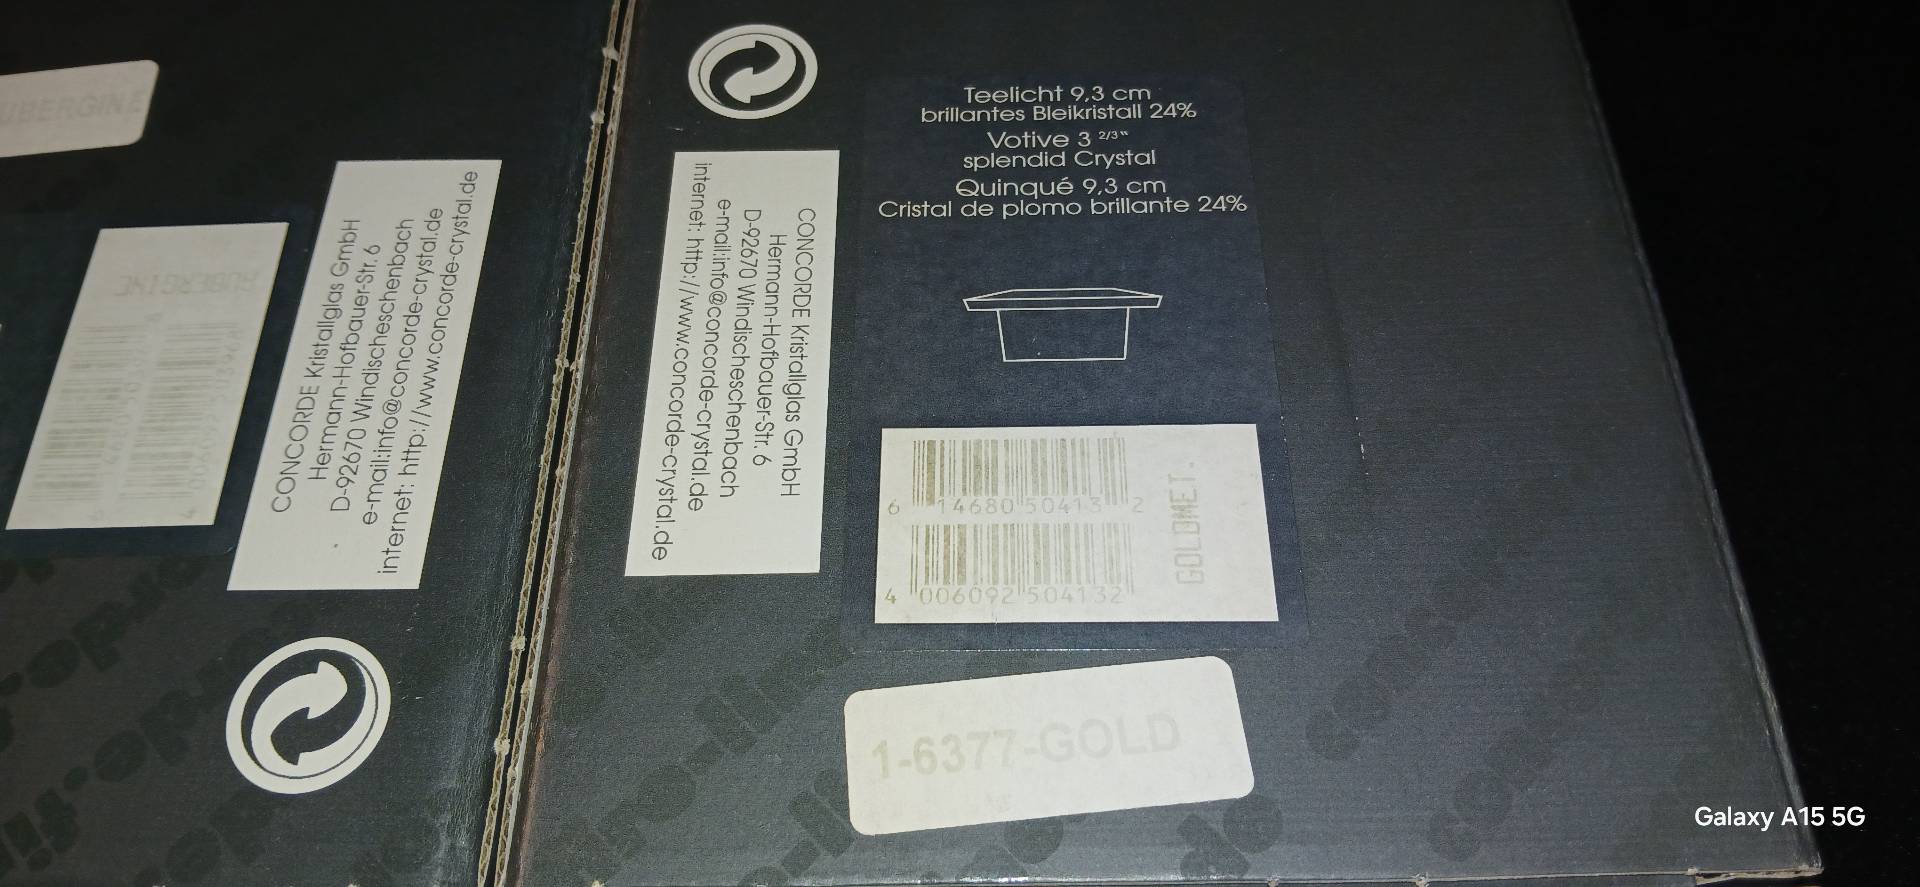 UBERGINE
AUBERGINE
CONCORDE Kristallglas GmbH
Hermann-Hofbauer-Str. 6
D-92670 Windischeschenbach
e-mail:info@concorde-crystal.de
internet: http://www.concorde-crystal.de
CONCORDE Kristallglas GmbH
Hermann-Hofbauer-Str. 6
D-92670 Windischeschenbach
e-mail:info@concorde-crystal.de
internet: http://www.concorde-crystal.de
Teelicht 9,3 cm
brillantes Bleikristall 24%
Votive 3 2/3"
splendid Crystal
Quinqué 9,3 cm
Cristal de plomo brillante 24%
6 14680 50413 2
4 006092 504132
GOLDMET.
1-6377-GOLD
Galaxy A15 5G